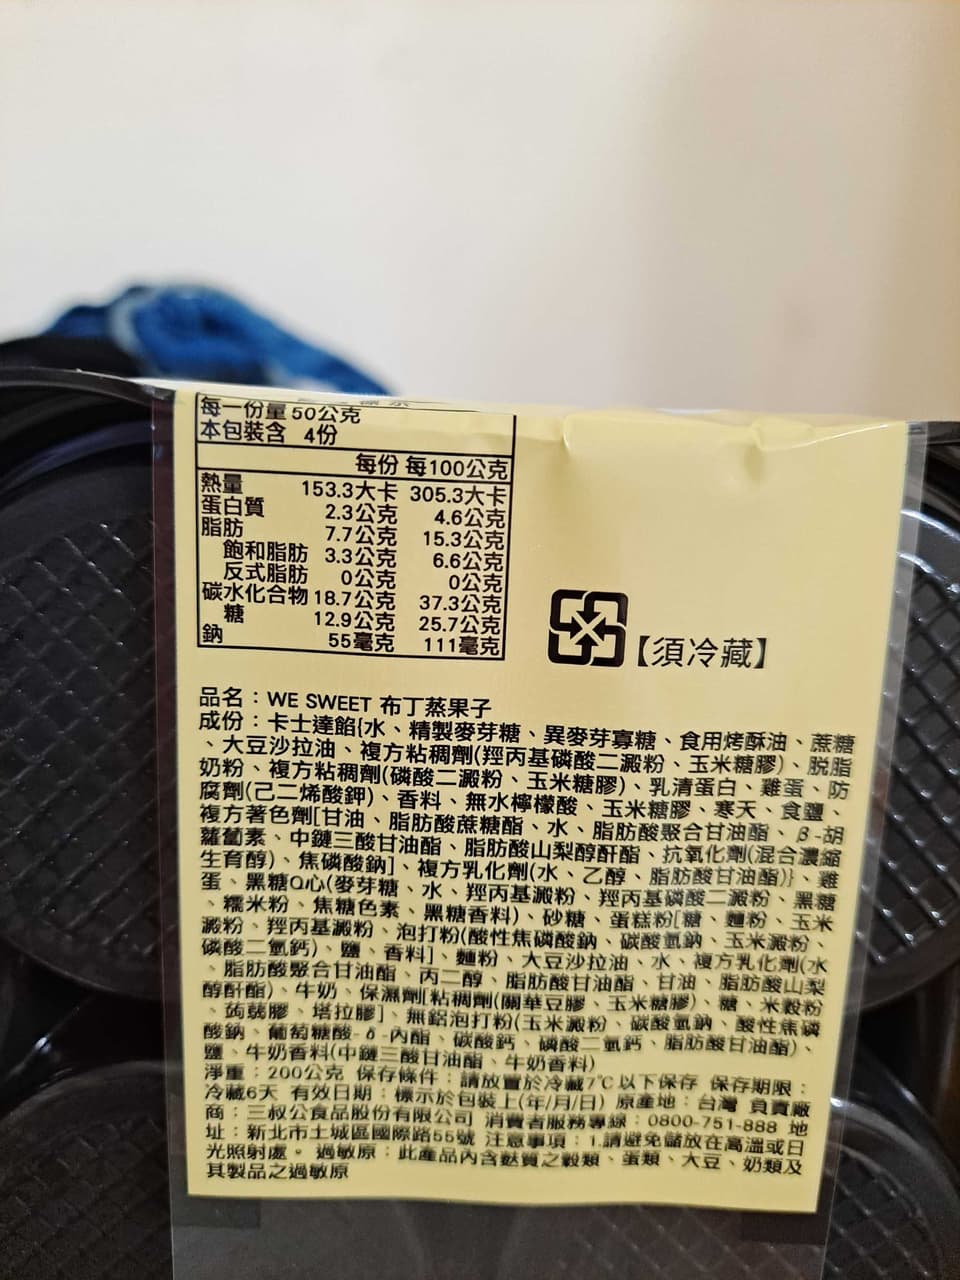 每一份量 50公克
本包裝含 4份
每份 每100公克
熱量 153.3大卡 305.3大卡
蛋白質 2.3公克 4.6公克
脂肪 7.7公克 15.3公克
飽和脂肪 3.3公克 6.6公克
反式脂肪 0公克 0公克
碳水化合物 18.7公克 37.3公克
糖 12.9公克 25.7公克
鈉 55毫克 111毫克
【須冷藏】
品名：WE SWEET 布丁蒸果子
成份：卡士達餡{水、精製麥芽糖、異麥芽寡糖、食用烤酥油、蔗糖
、大豆沙拉油、複方粘稠劑(羥丙基磷酸二澱粉、玉米糖膠)、脱脂
奶粉、複方粘稠劑(磷酸二澱粉、玉米糖膠)、乳清蛋白、雞蛋、防
腐劑(己二烯酸鉀)、香料、無水檸檬酸、玉米糖膠、寒天、食鹽、
複方著色劑[甘油、脂肪酸蔗糖酯、水、脂肪酸聚合甘油酯、β-胡
蘿蔔素、中鏈三酸甘油酯、脂肪酸山梨醇酐酯、抗氧化劑(混合濃縮
生育醇)、焦磷酸鈉]、複方乳化劑(水、乙醇、脂肪酸甘油酯)}、雞
蛋、黑糖Q心(麥芽糖、水、羥丙基澱粉、羥丙基磷酸二澱粉、黑糖
、糯米粉、焦糖色素、黑糖香料)、砂糖、蛋糕粉[糖、麵粉、玉米
澱粉、羥丙基澱粉、泡打粉(酸性焦磷酸鈉、碳酸氫鈉、玉米澱粉、
磷酸二氫鈣)、鹽、香料]、麵粉、大豆沙拉油、水、複方乳化劑(水
、脂肪酸聚合甘油酯、丙二醇、脂肪酸甘油酯、甘油、脂肪酸山梨
醇酐酯)、牛奶、保濕劑[粘稠劑(關華豆膠、玉米糖膠)、糖、米穀粉
、蒟蒻膠、塔拉膠]、無鋁泡打粉(玉米澱粉、碳酸氫鈉、酸性焦磷
酸鈉、葡萄糖酸-δ-內酯、碳酸鈣、磷酸二氫鈣、脂肪酸甘油酯)、
鹽、牛奶香料(中鏈三酸甘油酯、牛奶香料)
淨重：200公克 保存條件：請放置於冷藏7℃以下保存 保存期限：
冷藏6天 有效日期：標示於包裝上(年/月/日) 原產地：台灣 負責廠
商：三叔公食品股份有限公司 消費者服務專線：0800-751-888 地
址：新北市土城區國際路55號 注意事項：1.請避免儲放在高溫或日
光照射處。 過敏原：此產品內含麩質之穀類、蛋類、大豆、奶類及
其製品之過敏原